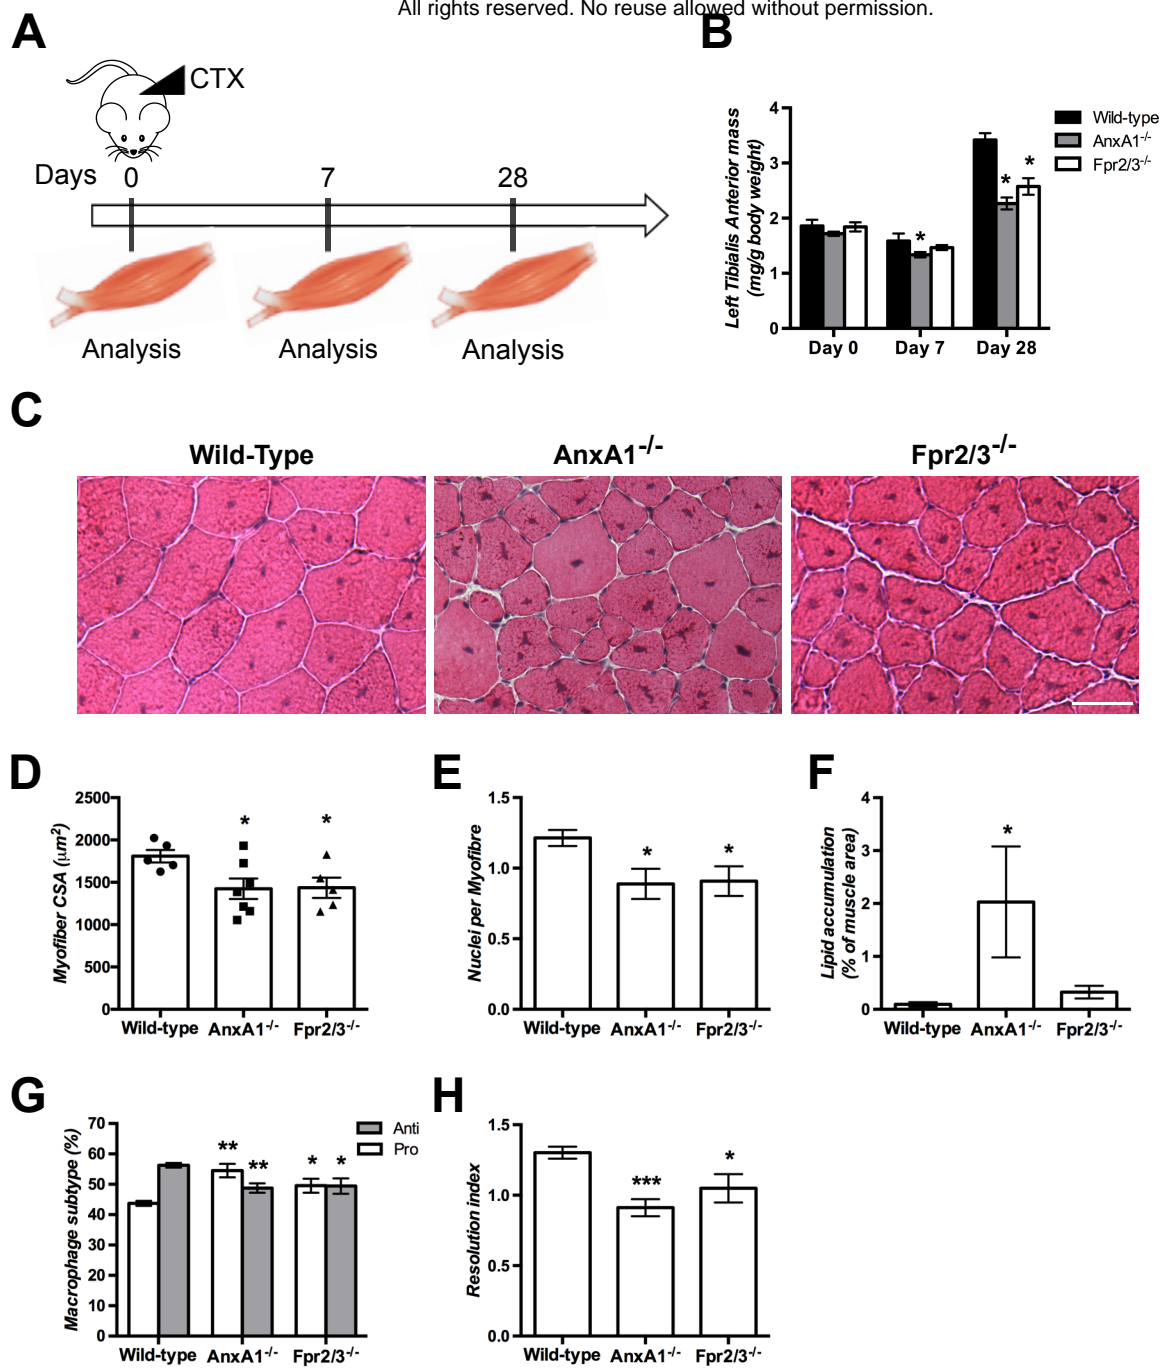 All rights reserved. No reuse allowed without permission.
A
CTX
Days 0 7 28
Analysis Analysis Analysis
B
Left Tibialis Anterior mass
(mg/g body weight)
4
3
2
1
0
*
* *
Day 0 Day 7 Day 28
Wild-type
AnxA1-/-
Fpr2/3-/-
C
Wild-Type AnxA1-/- Fpr2/3-/-
D
Myofiber CSA (µm2)
2500
2000
1500
1000
500
0
* *
Wild-type AnxA1-/- Fpr2/3-/-
E
Nuclei per Myofibre
1.5
1.0
0.5
0.0
* *
Wild-type AnxA1-/- Fpr2/3-/-
F
Lipid accumulation
(% of muscle area)
4
3
2
1
0
*
Wild-type AnxA1-/- Fpr2/3-/-
G
Macrophage subtype (%)
70
60
50
40
30
20
10
0
** ** * *
Anti
Pro
Wild-type AnxA1-/- Fpr2/3-/-
H
Resolution index
1.5
1.0
0.5
0.0
*** *
Wild-type AnxA1-/- Fpr2/3-/-